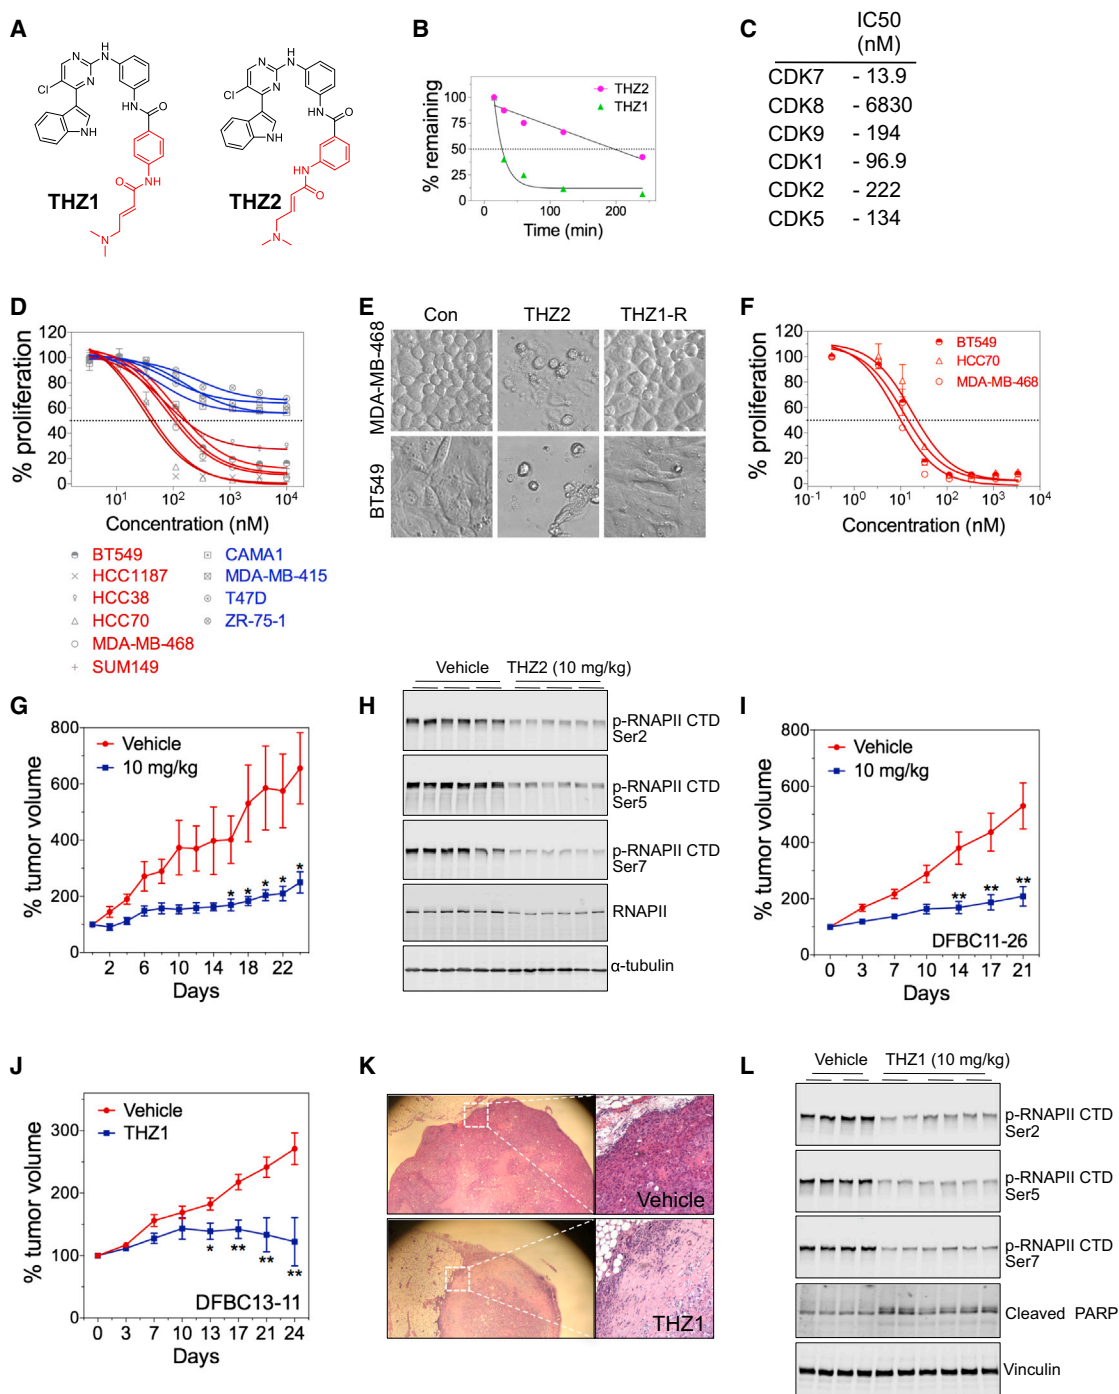 A
H
N
N
N
Cl
HN
O
NH
O
NH
N
THZ1
H
N
N
N
Cl
NH
O
NH
HN
O
N
THZ2
B
% remaining
100
75
50
25
0
THZ2
THZ1
0 100 200
Time (min)
C
IC50
(nM)
CDK7 - 13.9
CDK8 - 6830
CDK9 - 194
CDK1 - 96.9
CDK2 - 222
CDK5 - 134
D
% proliferation
120
100
80
60
40
20
0
10¹ 10² 10³ 10⁴
Concentration (nM)
BT549
HCC1187
HCC38
HCC70
MDA-MB-468
SUM149
CAMA1
MDA-MB-415
T47D
ZR-75-1
E
Con THZ2 THZ1-R
MDA-MB-468
BT549
F
% proliferation
120
100
80
60
40
20
0
BT549
HCC70
MDA-MB-468
10⁻¹ 10⁰ 10¹ 10² 10³ 10⁴
Concentration (nM)
G
% tumor volume
800
600
400
200
0
Vehicle
10 mg/kg
* * * * *
2 6 10 14 18 22
Days
H
Vehicle THZ2 (10 mg/kg)
p-RNAPII CTD
Ser2
p-RNAPII CTD
Ser5
p-RNAPII CTD
Ser7
RNAPII
α-tubulin
I
% tumor volume
800
600
400
200
0
Vehicle
10 mg/kg
** ** **
DFBC11-26
0 3 7 10 14 17 21
Days
J
% tumor volume
300
200
100
0
Vehicle
THZ1
* ** ** **
DFBC13-11
0 3 7 10 13 17 21 24
Days
K
Vehicle
THZ1
L
Vehicle THZ1 (10 mg/kg)
p-RNAPII CTD
Ser2
p-RNAPII CTD
Ser5
p-RNAPII CTD
Ser7
Cleaved PARP
Vinculin